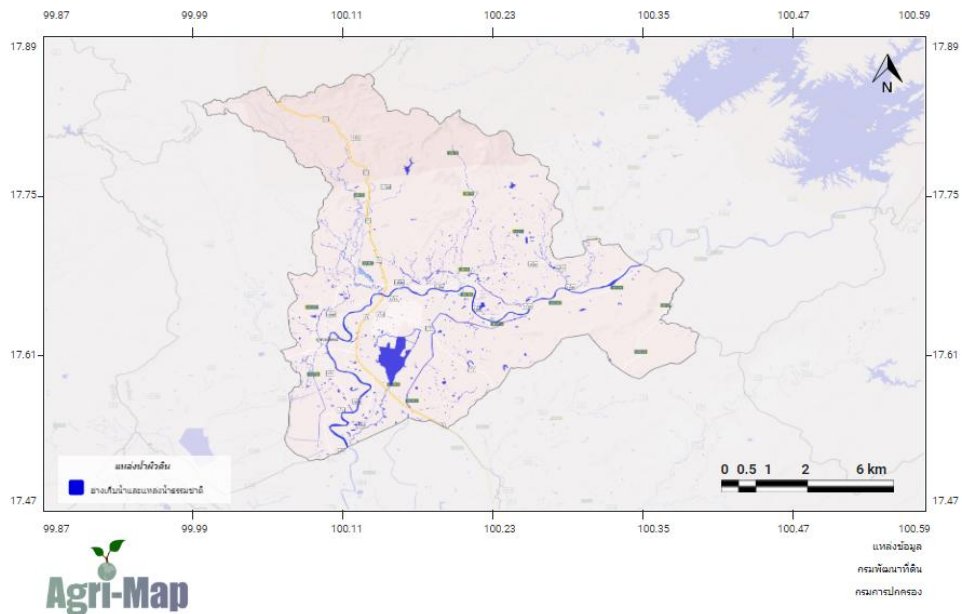 99.87 99.99 100.11 100.23 100.35 100.47 100.59
17.89 17.89
N
17.75 17.75
17.61 17.61
แหล่งน้ำผิวดิน
อ่างเก็บน้ำและแหล่งน้ำธรรมชาติ
0 0.5 1 2 6 km
17.47 17.47
99.87 99.99 100.11 100.23 100.35 100.47 100.59
แหล่งข้อมูล
กรมพัฒนาที่ดิน
กรมการปกครอง
Agri-Map